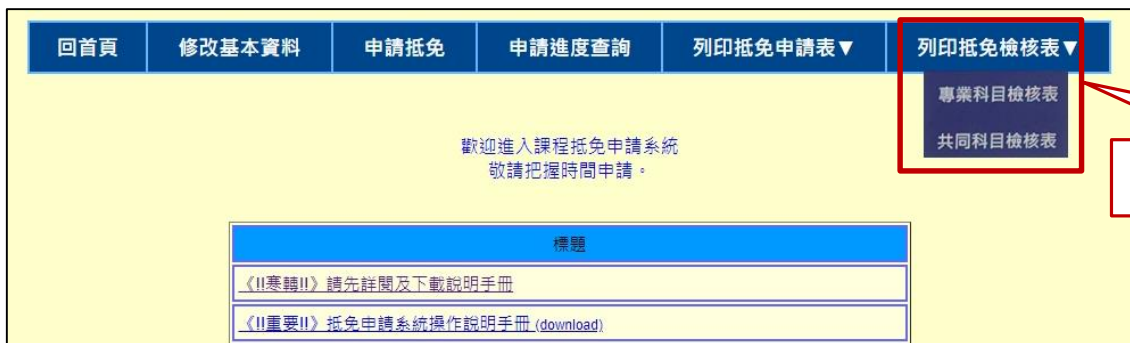 回首頁 修改基本資料 申請抵免 申請進度查詢 列印抵免申請表▼ 列印抵免檢核表▼
專業科目檢核表
共同科目檢核表
歡迎進入課程抵免申請系統
敬請把握時間申請。
標題
《!!寒轉!!》請先詳閱及下載說明手冊
《!!重要!!》抵免申請系統操作說明手冊 (download)